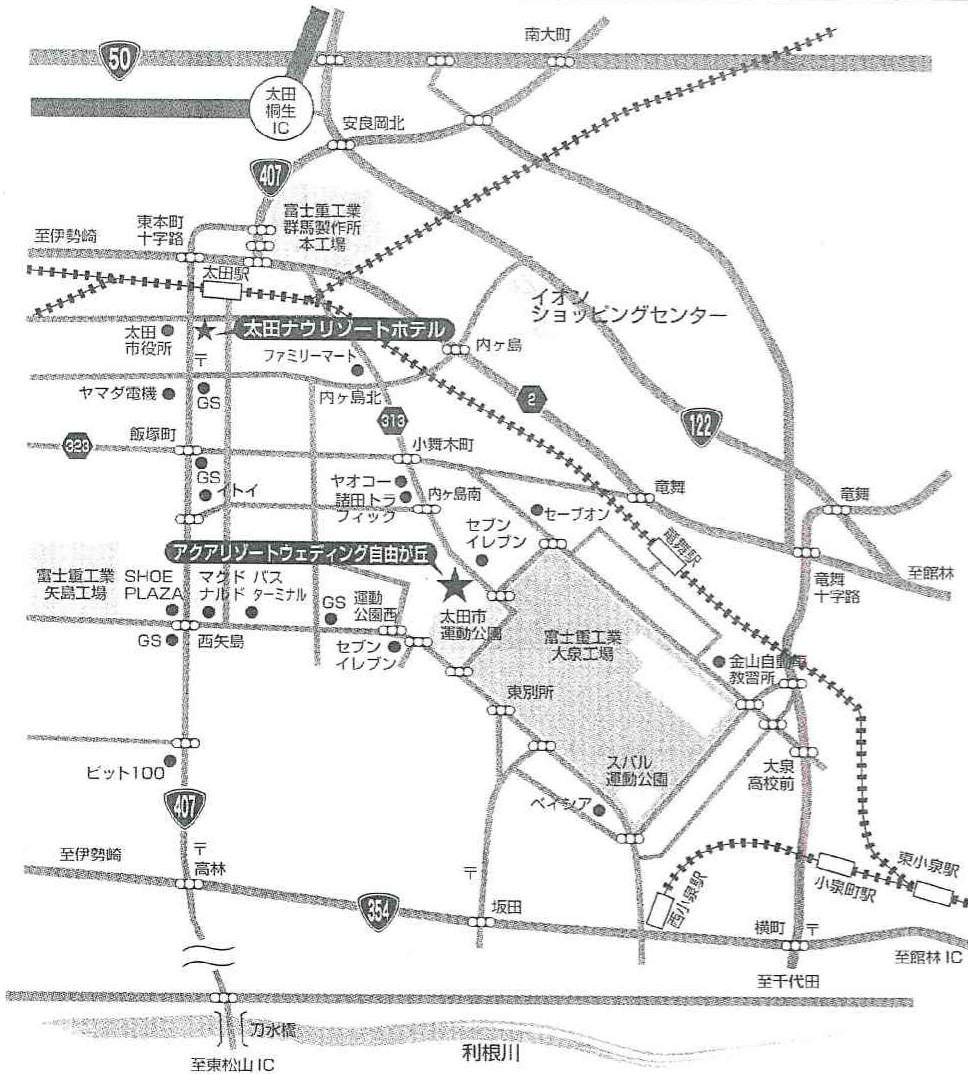 南大町
50
太田
桐生
IC
安良岡北
407
富士重工業
群馬製作所
本工場
東本町
十字路
至伊勢崎
太田駅
イオン
ショッピングセンター
太田
市役所
太田ナウリゾートホテル
内ヶ島
〒
ファミリーマート
ヤマダ電機
GS
内ヶ島北
2
313
122
飯塚町
323
小舞木町
GS
イトイ
ヤオコー
諸田トラ
フィック
内ヶ島南
竜舞
竜舞
セーブオン
セブン
イレブン
竜舞駅
アクアリゾートウェディング自由が丘
至館林
竜舞
十字路
富士重工業
矢島工場
SHOE
PLAZA
マクド
ナルド
バス
ターミナル
GS
運動
公園西
太田市
運動公園
富士重工業
大泉工場
GS
西矢島
セブン
イレブン
金山自動車
教習所
東別所
ビット100
スバル
運動公園
大泉
高校前
ベイシア
407
〒
高林
至伊勢崎
354
〒
坂田
西小泉駅
小泉町駅
東小泉駅
横町
〒
至館林 IC
至千代田
刀水橋
利根川
至東松山 IC